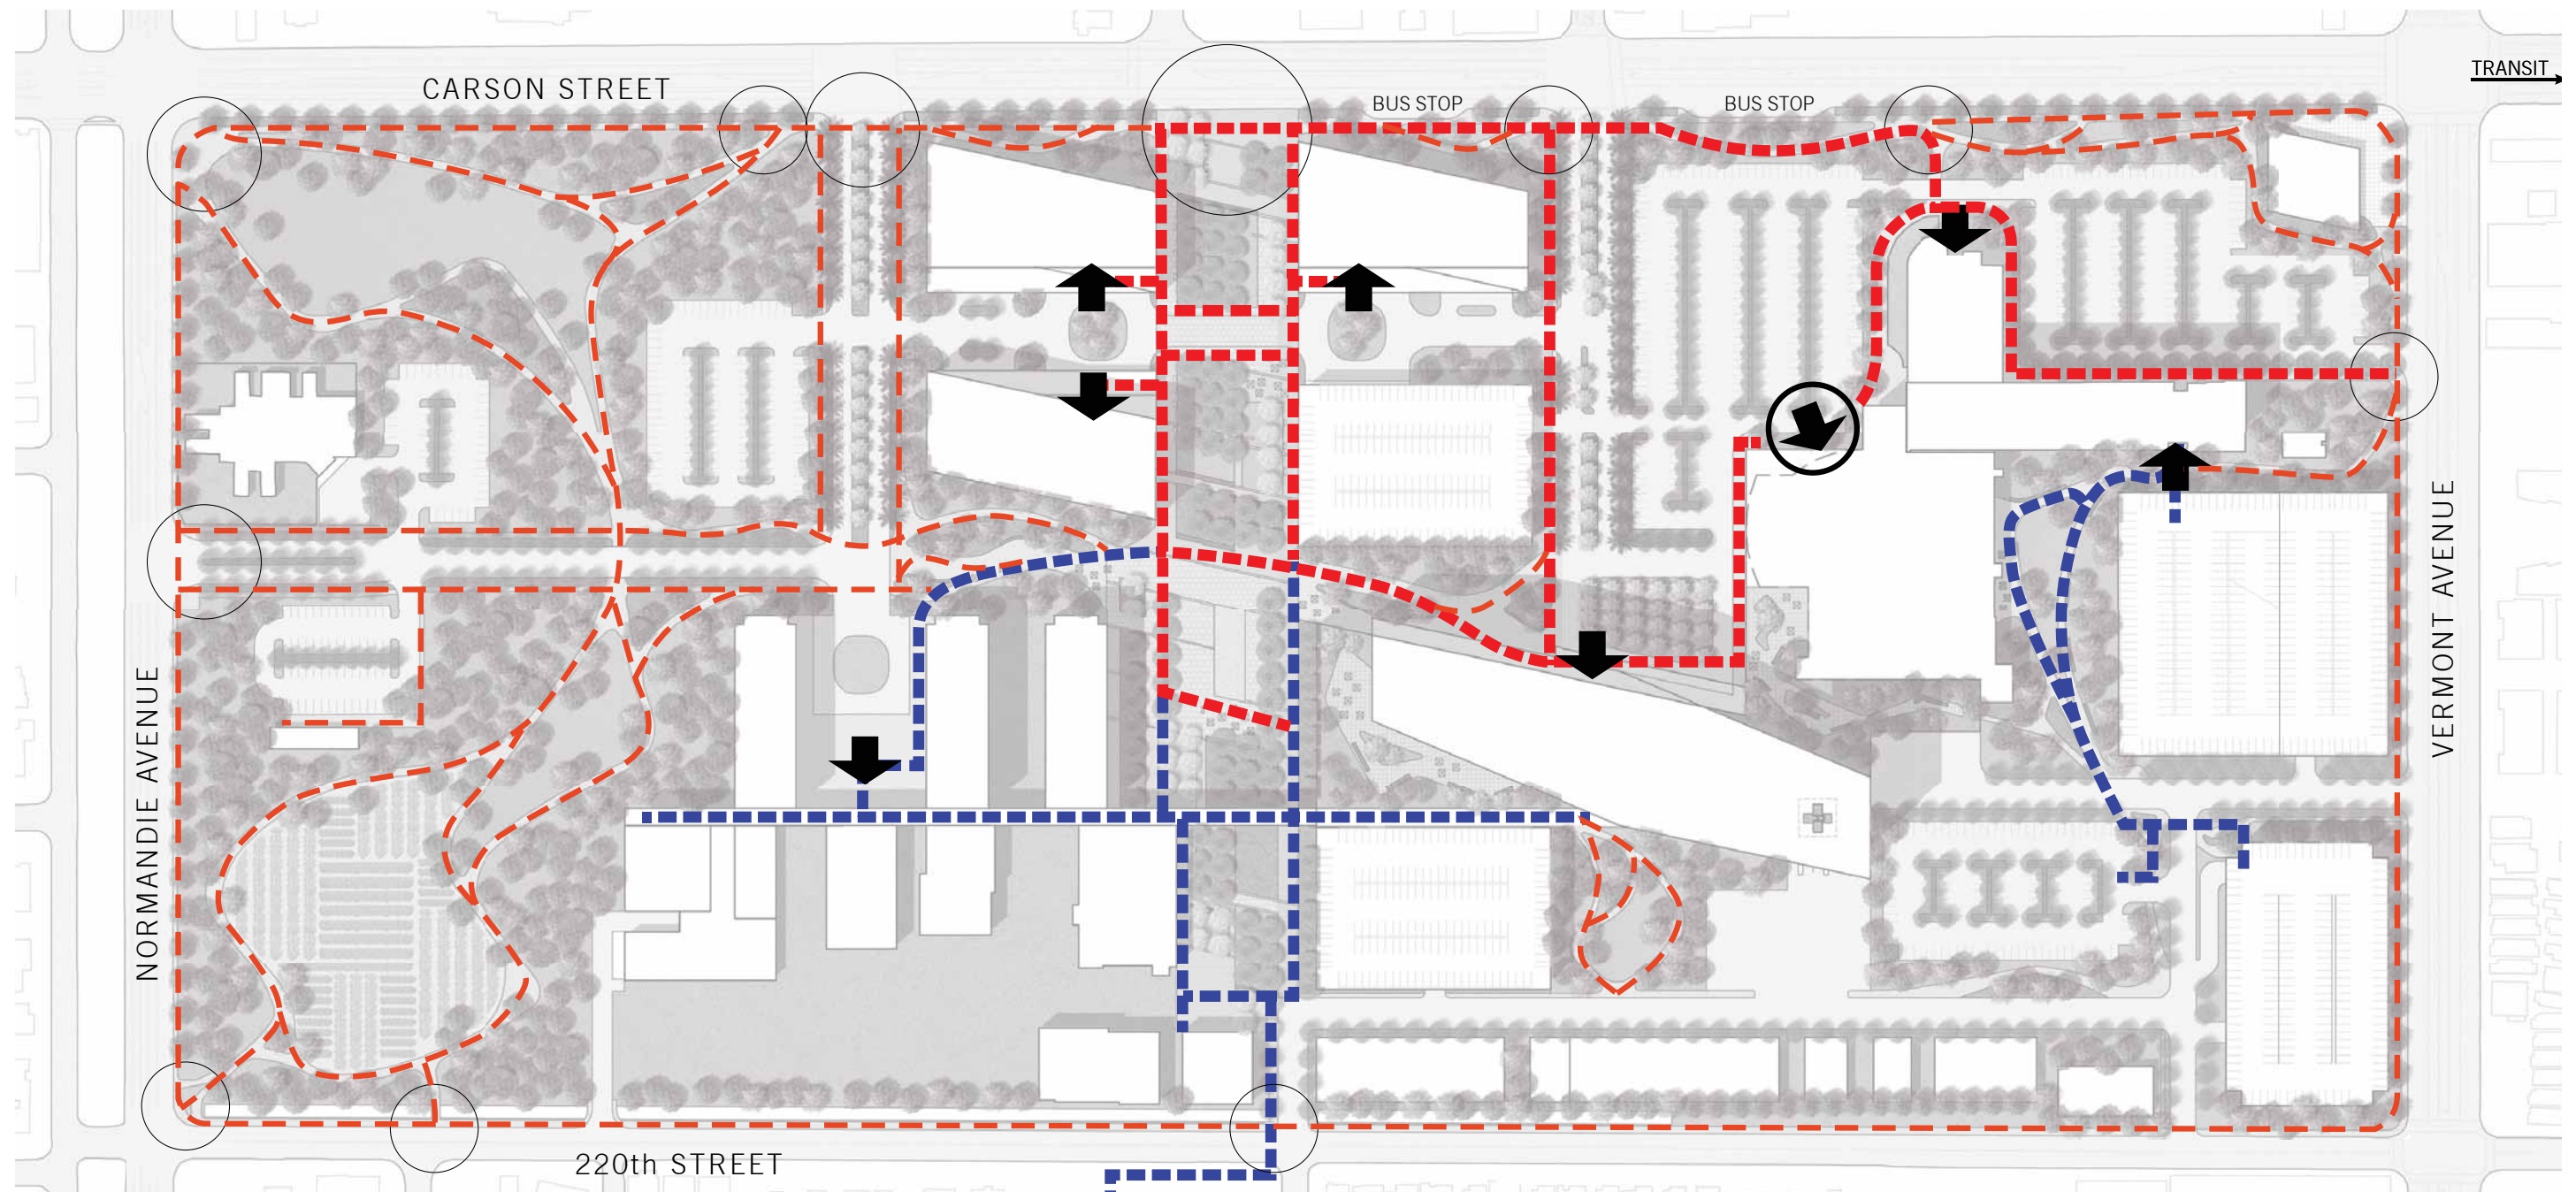 TRANSIT
CARSON STREET
BUS STOP
BUS STOP
VERMONT AVENUE
NORMANDIE AVENUE
220th STREET